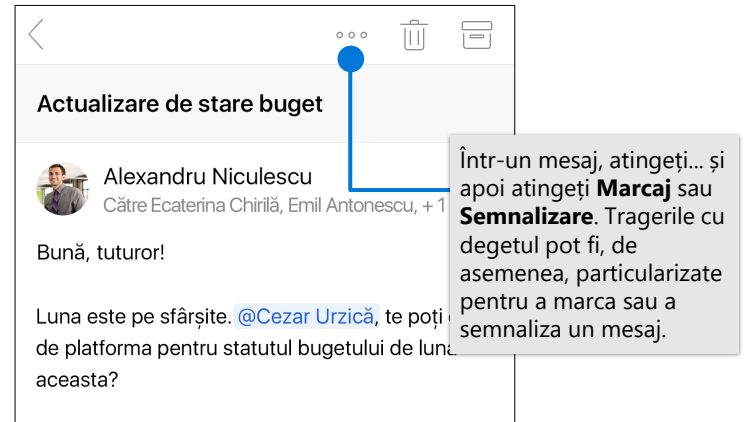 Actualizare de stare buget
Alexandru Niculescu
Către Ecaterina Chirilă, Emil Antonescu, + 1
Bună, tuturor!
Luna este pe sfârșite. @Cezar Urzică, te poți
de platforma pentru statutul bugetului de luna
aceasta?
Într-un mesaj, atingeți... și
apoi atingeți Marcaj sau
Semnalizare. Tragerile cu
degetul pot fi, de
asemenea, particularizate
pentru a marca sau a
semnaliza un mesaj.